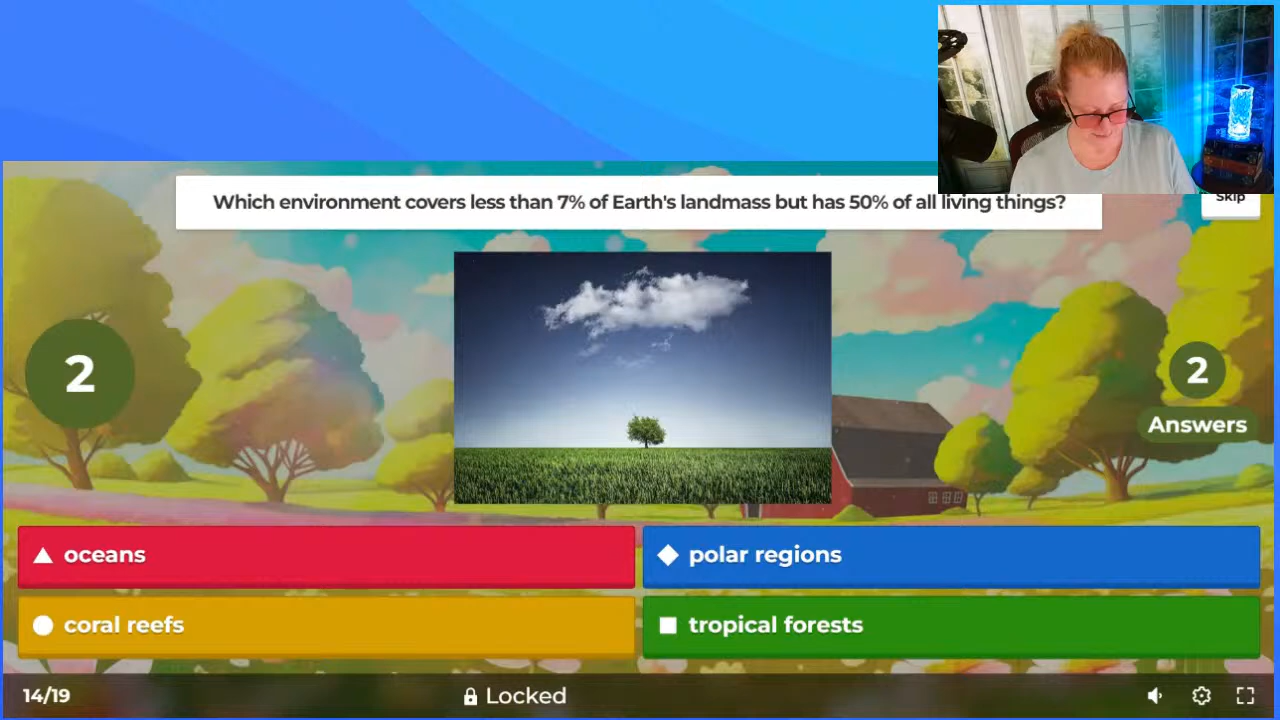 Which environment covers less than 7% of Earth's landmass but has 50% of all living things?
Skip
2
2
Answers
oceans
polar regions
coral reefs
tropical forests
14/19
Locked